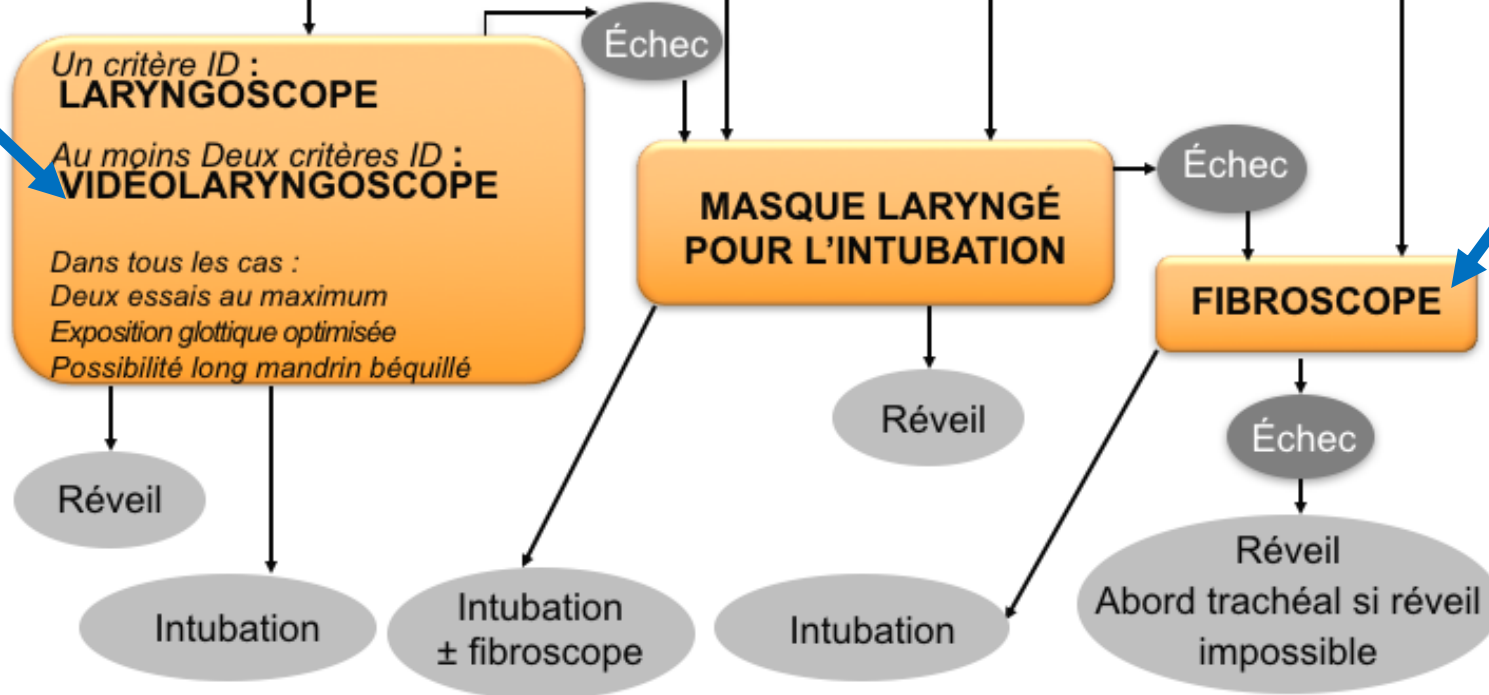 Un critère ID :
LARYNGOSCOPE
Au moins Deux critères ID :
VIDÉOLARYNGOSCOPE
Dans tous les cas :
Deux essais au maximum
Exposition glottique optimisée
Possibilité long mandrin béquillé
Échec
MASQUE LARYNGÉ
POUR L'INTUBATION
Échec
FIBROSCOPE
Réveil
Échec
Réveil
Intubation
Intubation
± fibroscope
Intubation
Réveil
Abord trachéal si réveil
impossible